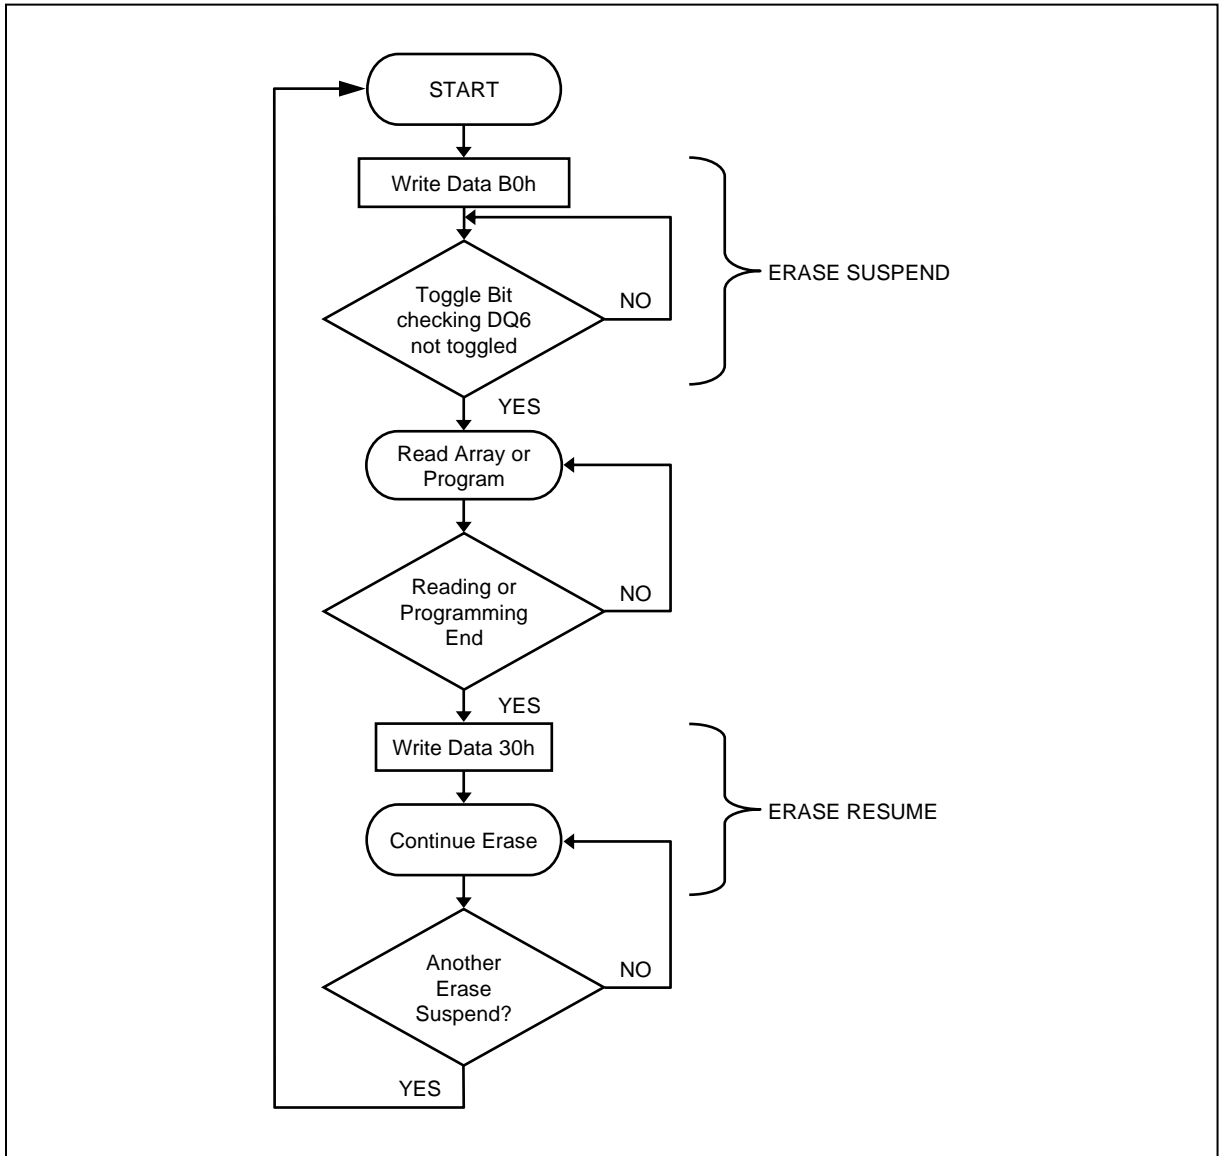 START
Write Data B0h
ERASE SUSPEND
Toggle Bit
checking DQ6
not toggled
NO
YES
Read Array or
Program
Reading or
Programming
End
NO
YES
Write Data 30h
ERASE RESUME
Continue Erase
Another
Erase
Suspend?
NO
YES